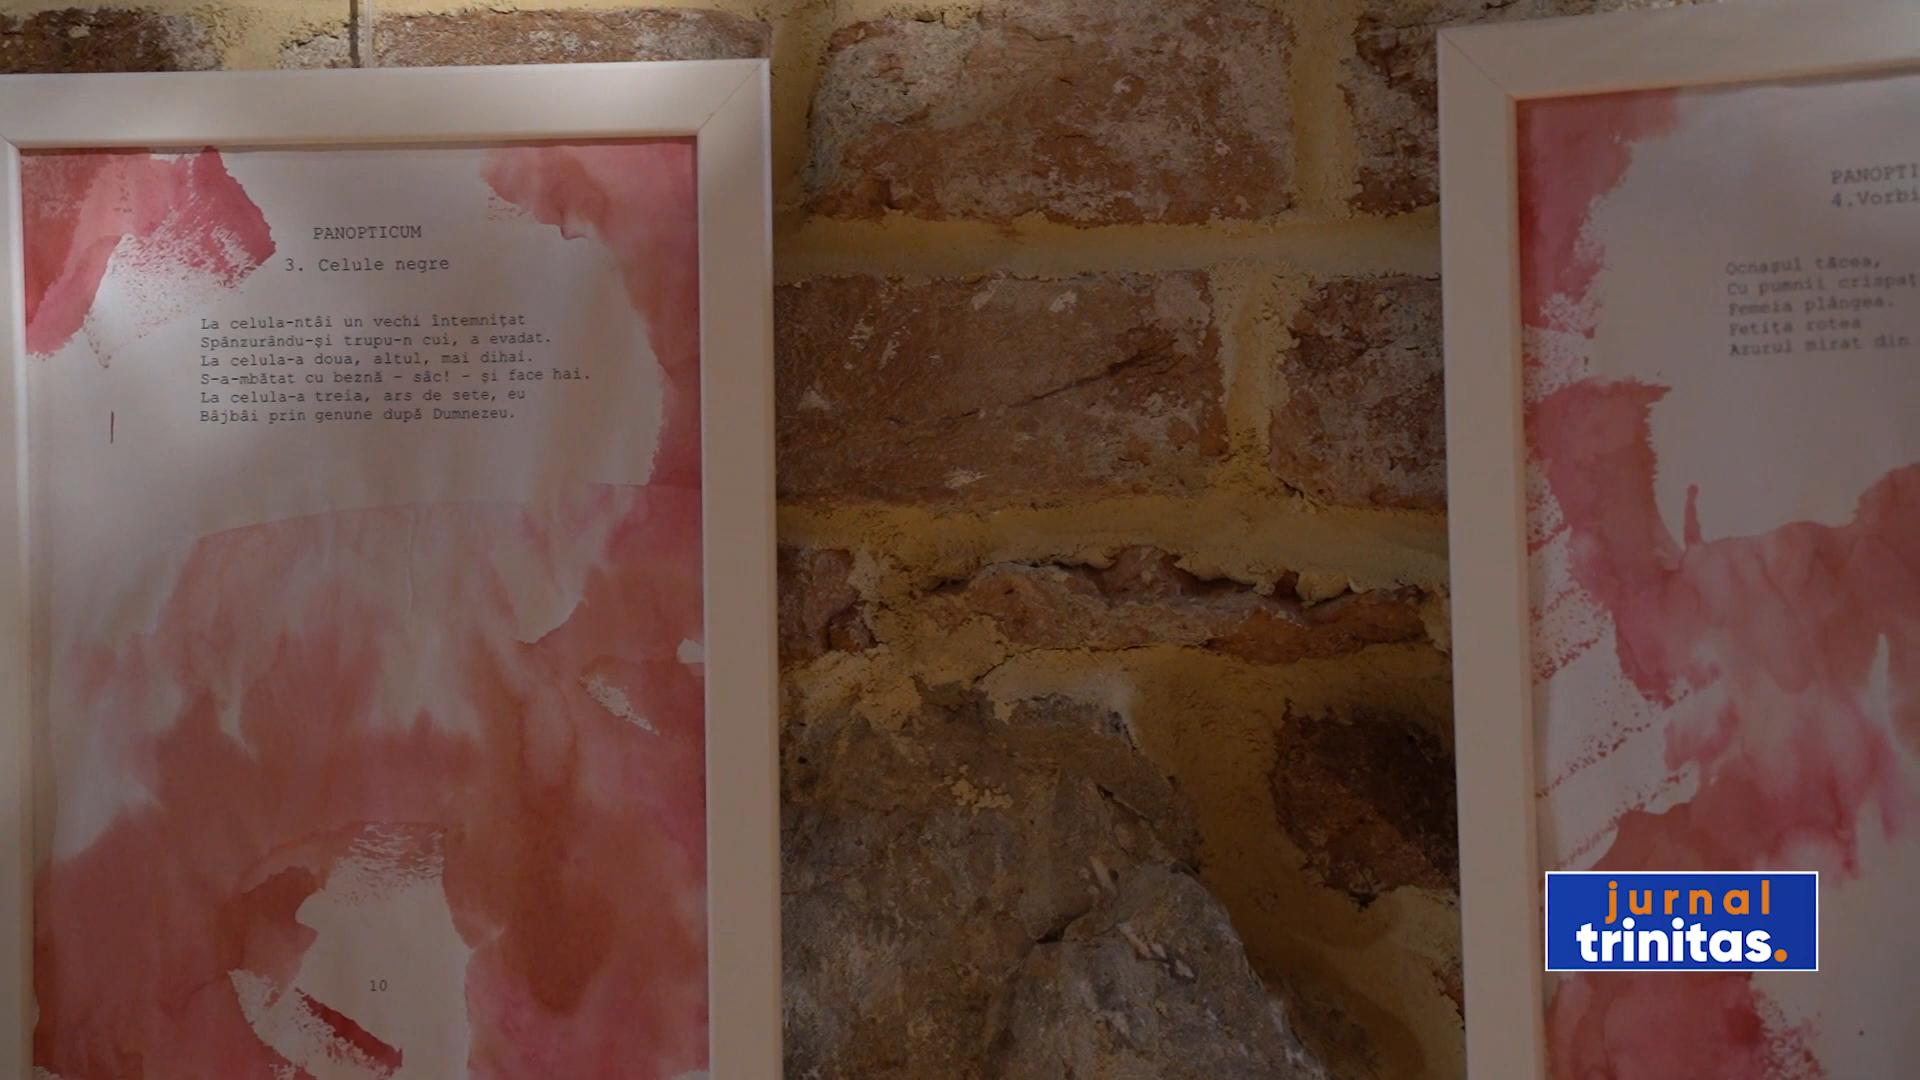 PANOPTICUM
3. Celule negre
La celula-ntâi un vechi întemnițat
Spânzurându-și trupu-n cui, a evadat.
La celula-a doua, altul, mai dihai.
S-a-mbătat cu beznă - sâc! - și face hai.
La celula-a treia, ars de sete, eu
Bâjbâi prin genune după Dumnezeu.
10
PANOPTI
4.Vorbi
Ocnașul tăcea,
Cu pumnii crispaț
Femeia plângea.
Fetița rotea
Azurul mirat din
jurnal
trinitas.